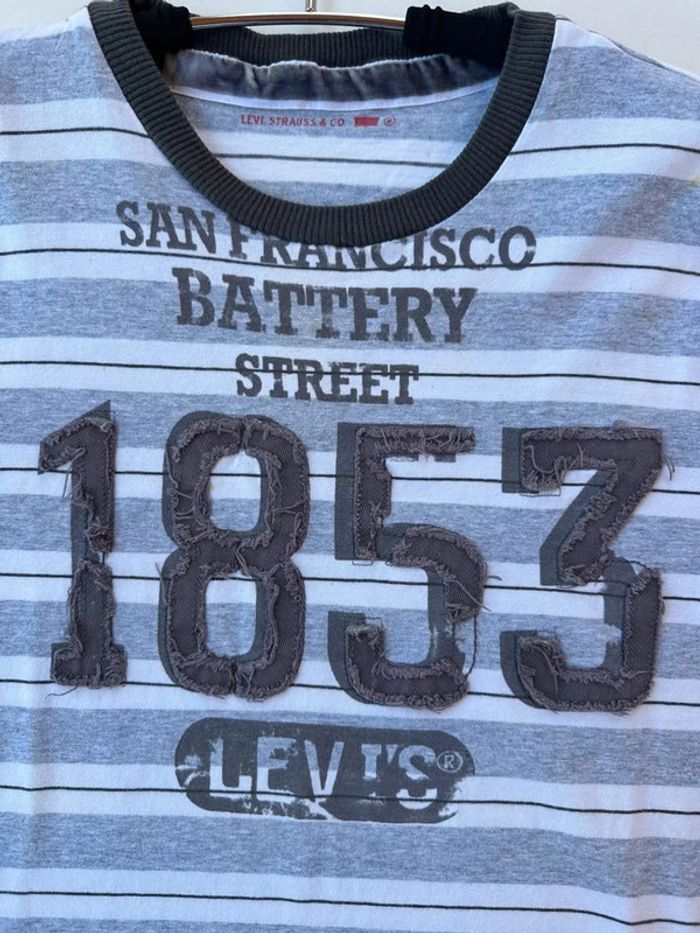 LEVI STRAUSS & CO ®
SAN FRANCISCO
BATTERY
STREET
1853
LEVI'S®